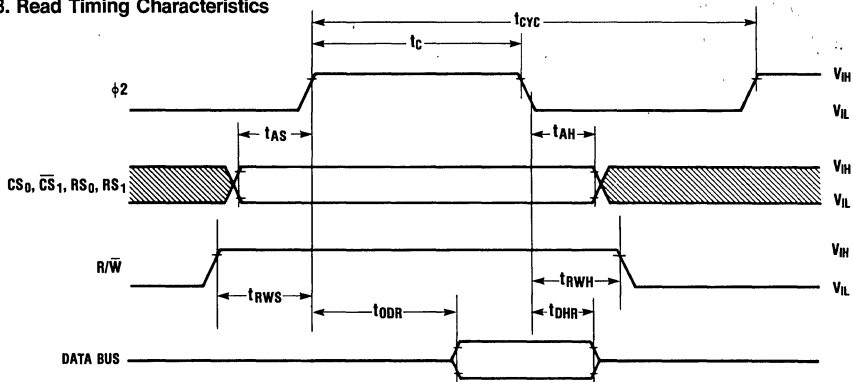 3. Read Timing Characteristics
tCYC
tC
ϕ2
VIH
VIL
tAS
tAH
CS0, C̅S̅1, RS0, RS1
VIH
VIL
R/W̅
VIH
VIL
tRWS
tRWH
tODR
tDHR
DATA BUS